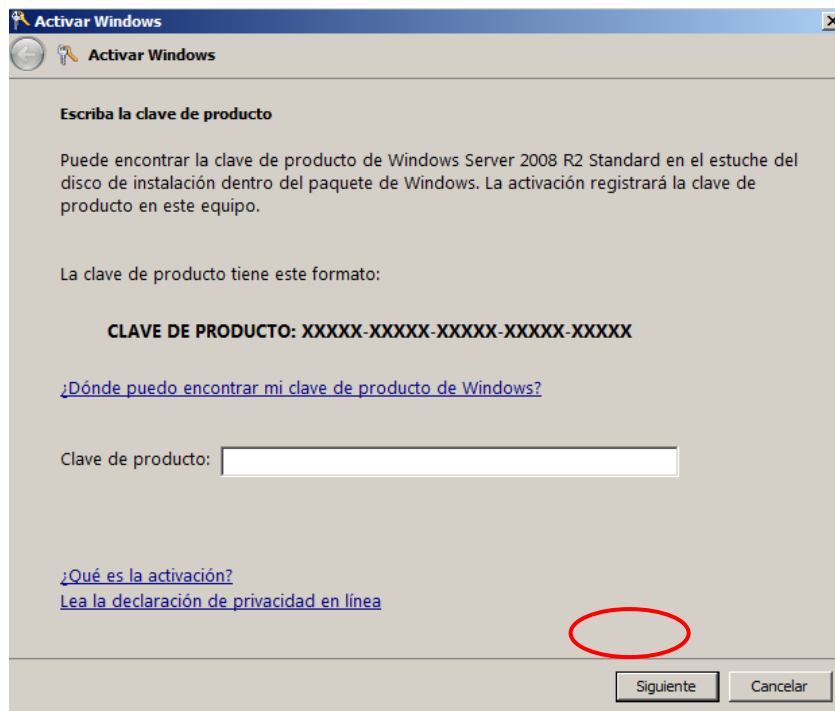 Activar Windows
Activar Windows
Escriba la clave de producto
Puede encontrar la clave de producto de Windows Server 2008 R2 Standard en el estuche del
disco de instalación dentro del paquete de Windows. La activación registrará la clave de
producto en este equipo.
La clave de producto tiene este formato:
CLAVE DE PRODUCTO: XXXXX-XXXXX-XXXXX-XXXXX-XXXXX
¿Dónde puedo encontrar mi clave de producto de Windows?
Clave de producto:
¿Qué es la activación?
Lea la declaración de privacidad en línea
Siguiente Cancelar